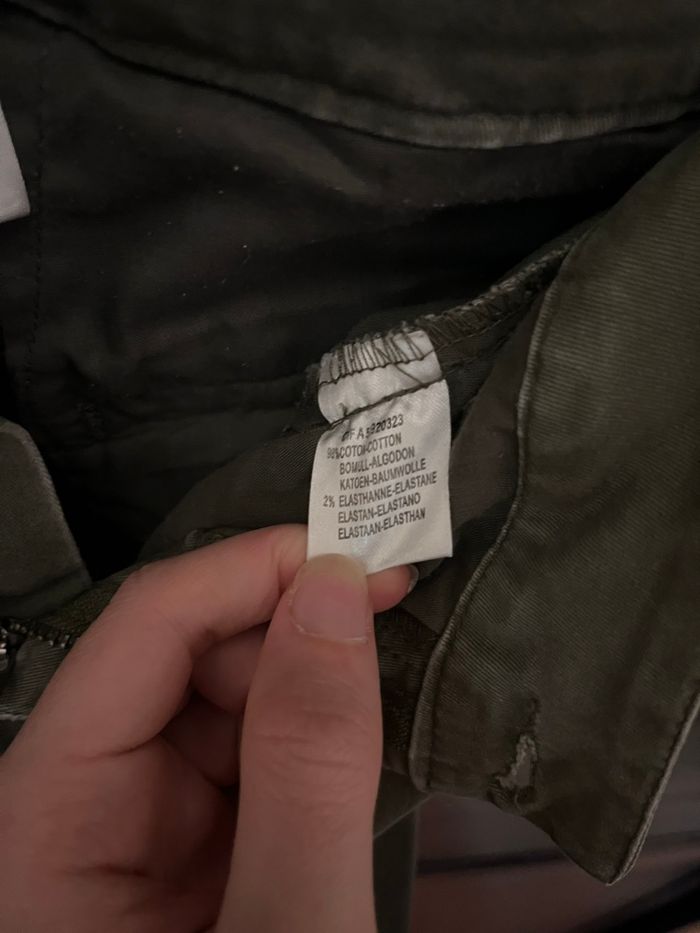 98%COTON-COTTON
BOMULL-ALGODON
KATOEN-BAUMWOLLE
2% ELASTHANNE-ELASTANE
ELASTAN-ELASTANO
ELASTAAN-ELASTHAN